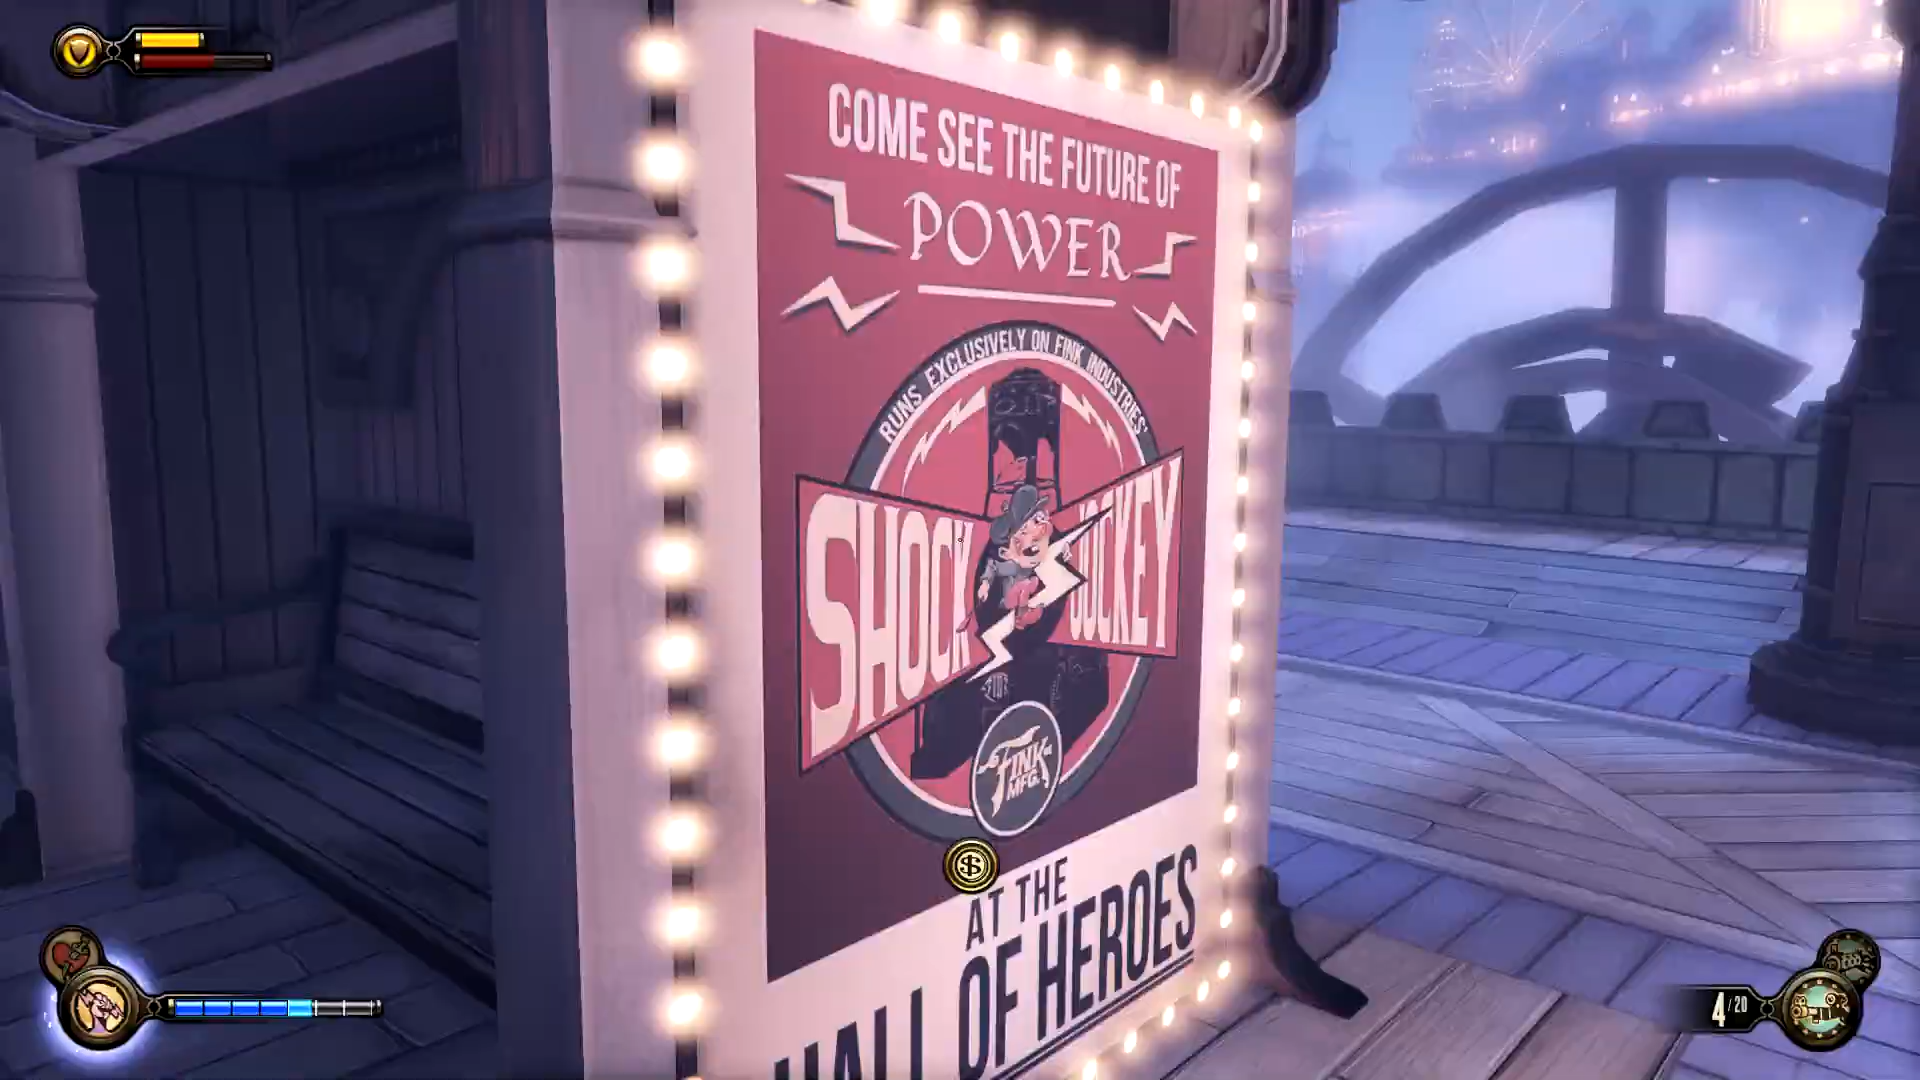 COME SEE THE FUTURE OF
POWER
RUNS EXCLUSIVELY ON FINK INDUSTRIES'
SHOCK JOCKEY
FINK
MFG.
$
AT THE
HALL OF HEROES
4/20